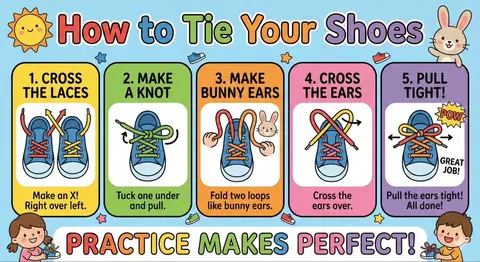 How to Tie Your Shoes
1. CROSS
THE LACES
Make an X!
Right over left.
2. MAKE
A KNOT
Tuck one under
and pull.
3. MAKE
BUNNY EARS
Fold two loops
like bunny ears.
4. CROSS
THE EARS
Cross the
ears over.
5. PULL
TIGHT!
POW
GREAT
JOB!
Pull the ears tight!
All done!
PRACTICE MAKES PERFECT!